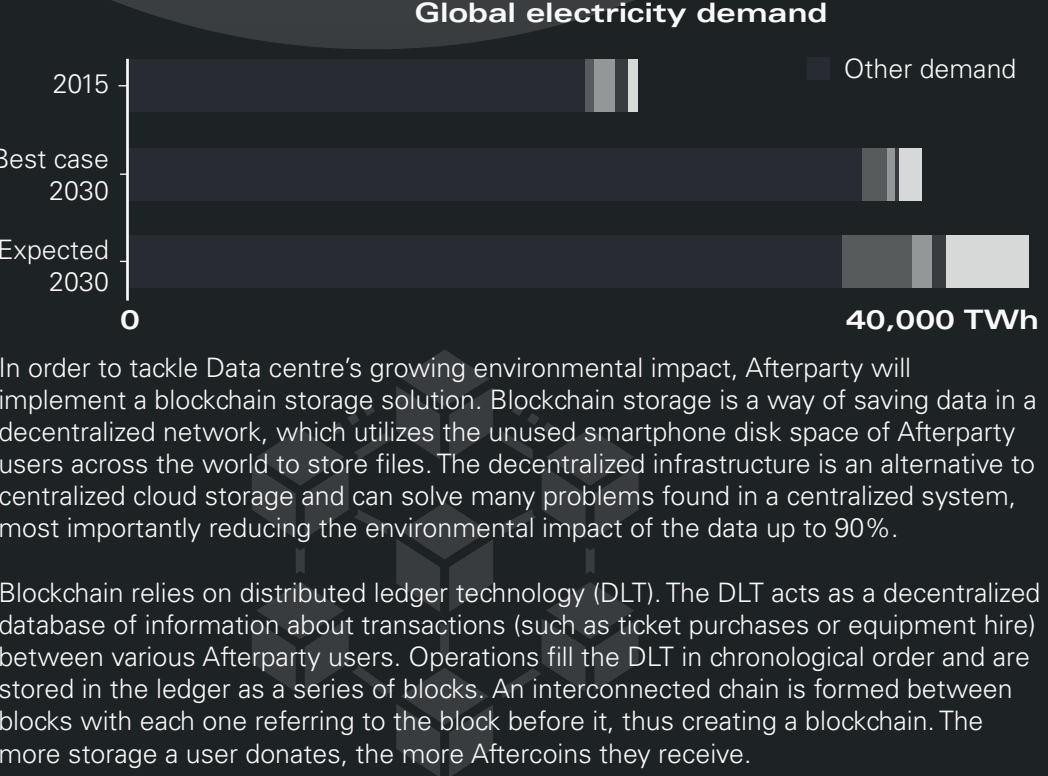 Global electricity demand
2015
Other demand
Best case
2030
Expected
2030
0
40,000 TWh
In order to tackle Data centre’s growing environmental impact, Afterparty will
implement a blockchain storage solution. Blockchain storage is a way of saving data in a
decentralized network, which utilizes the unused smartphone disk space of Afterparty
users across the world to store files. The decentralized infrastructure is an alternative to
centralized cloud storage and can solve many problems found in a centralized system,
most importantly reducing the environmental impact of the data up to 90%.
Blockchain relies on distributed ledger technology (DLT). The DLT acts as a decentralized
database of information about transactions (such as ticket purchases or equipment hire)
between various Afterparty users. Operations fill the DLT in chronological order and are
stored in the ledger as a series of blocks. An interconnected chain is formed between
blocks with each one referring to the block before it, thus creating a blockchain. The
more storage a user donates, the more Aftercoins they receive.